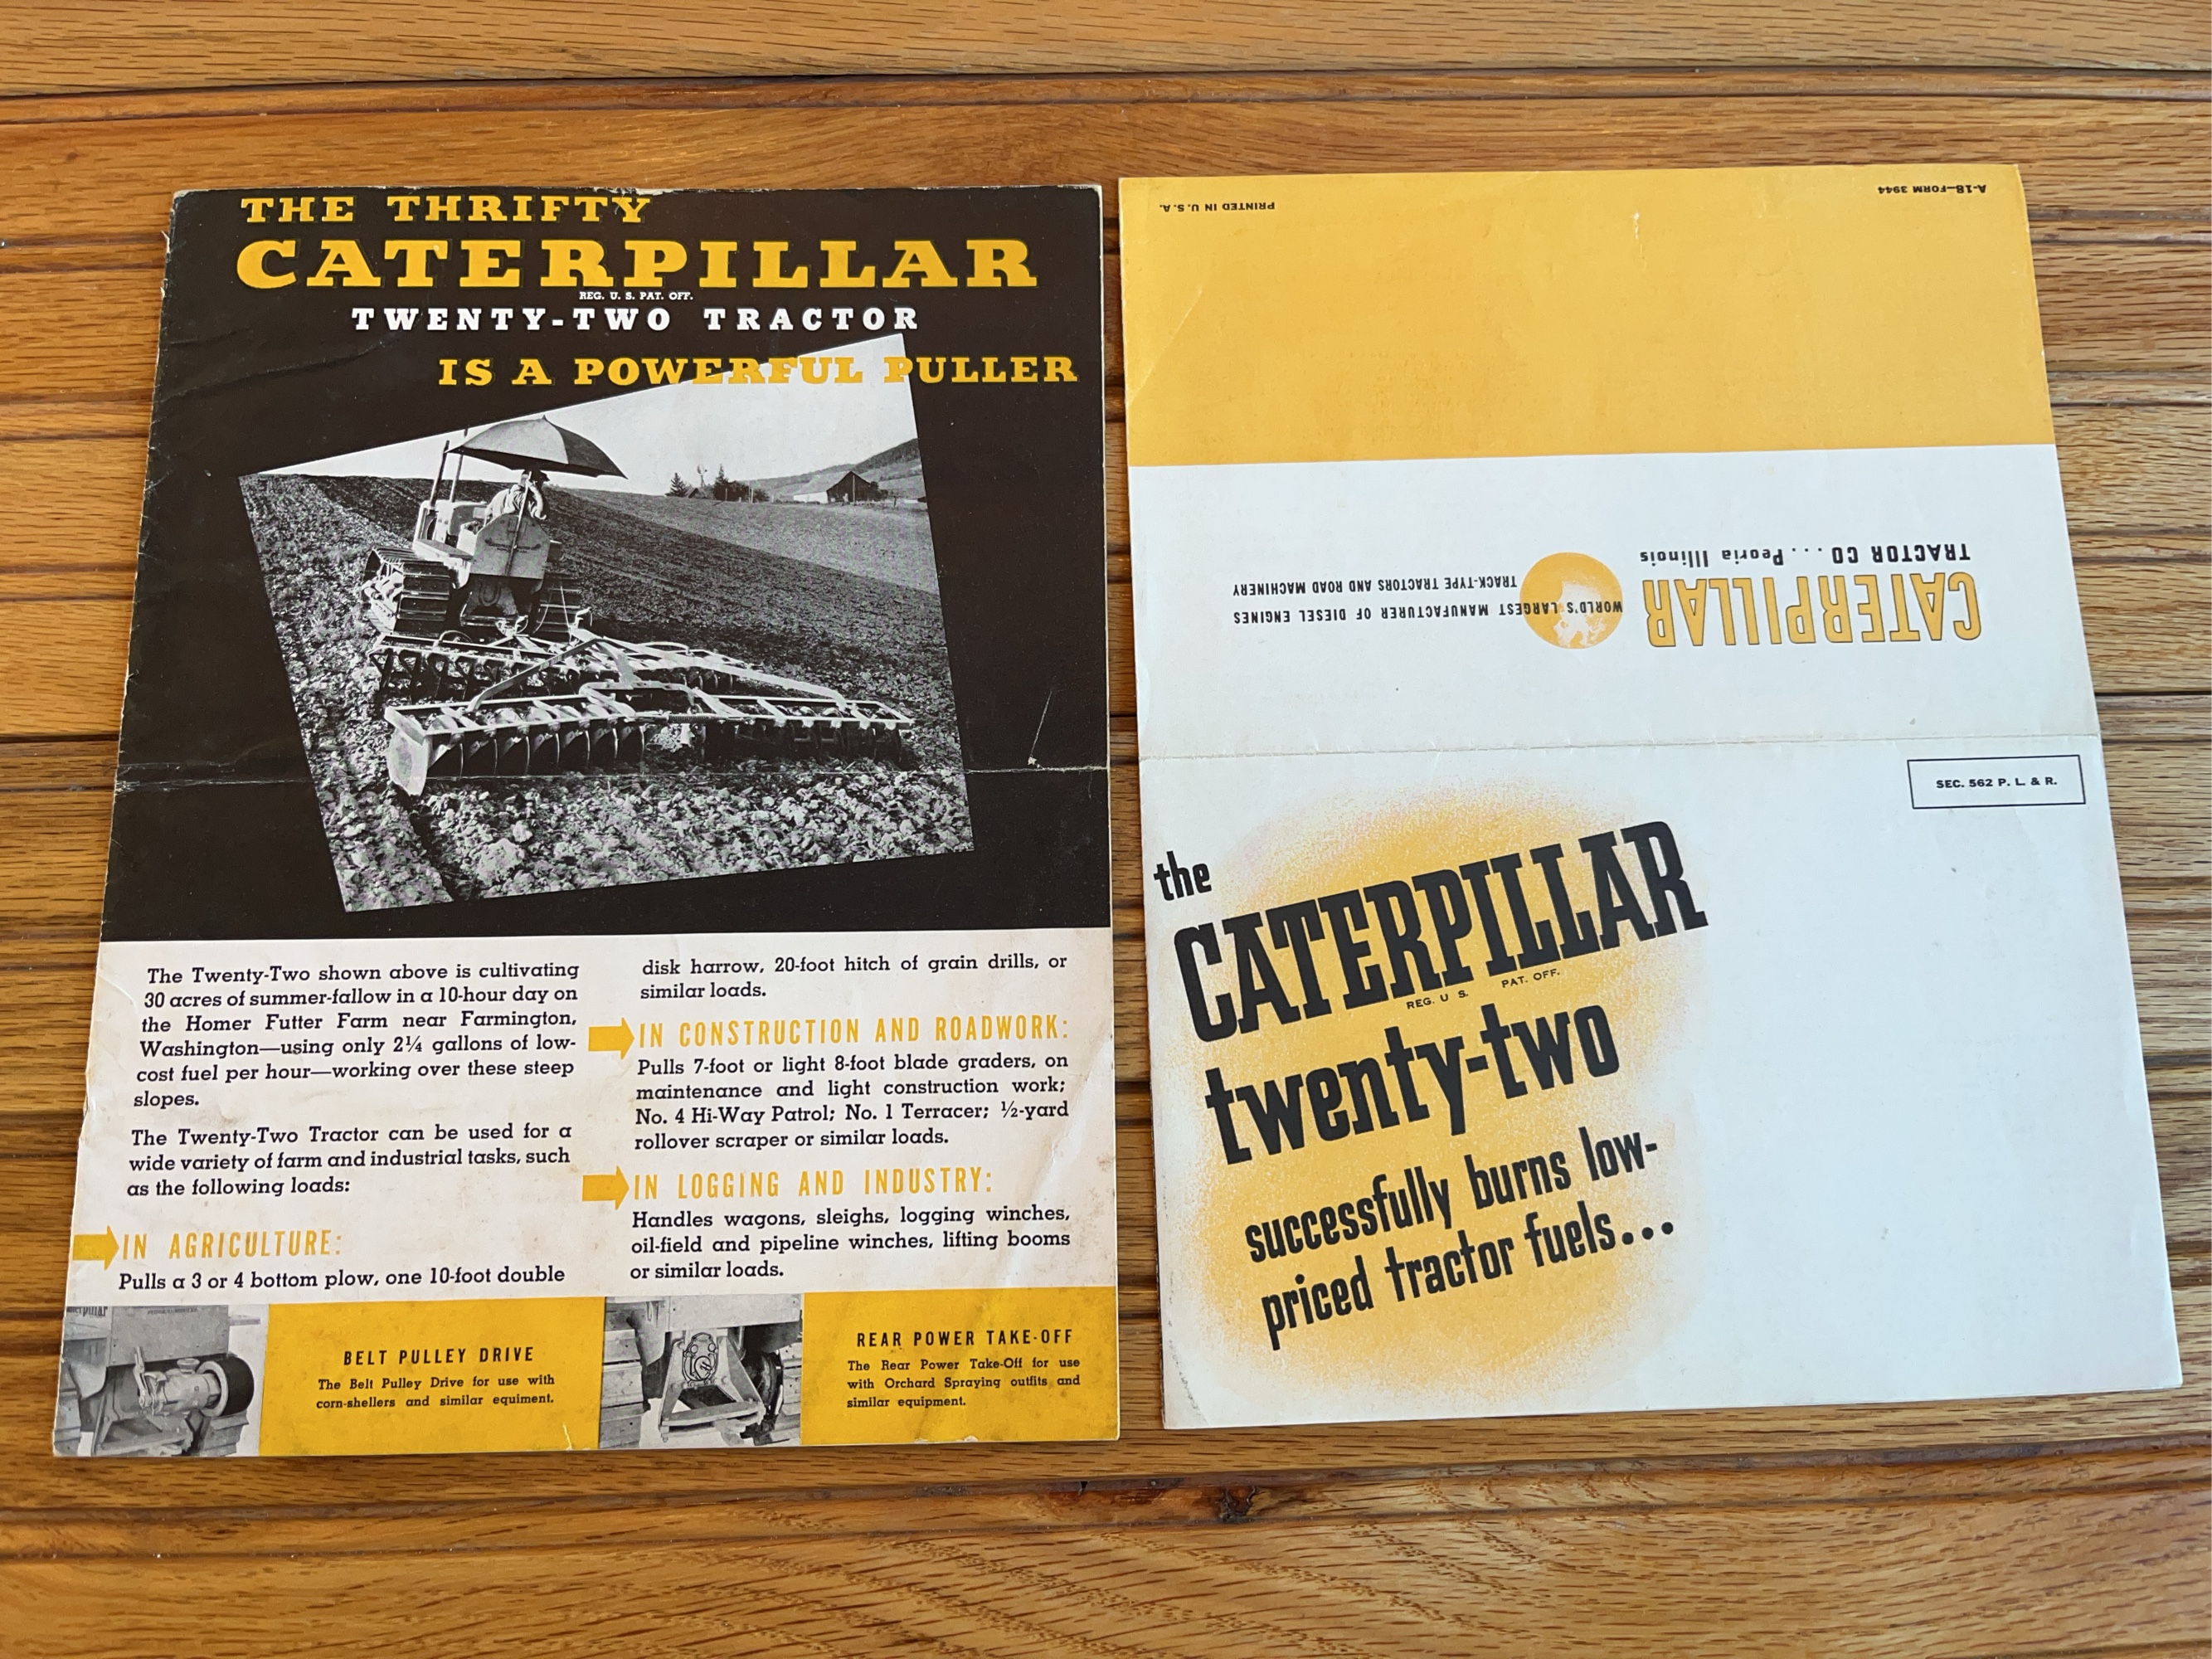 THE THRIFTY
CATERPILLAR
REG. U. S. PAT. OFF.
TWENTY-TWO TRACTOR
IS A POWERFUL PULLER
The Twenty-Two shown above is cultivating
30 acres of summer-fallow in a 10-hour day on
the Homer Futter Farm near Farmington,
Washington—using only 2¼ gallons of low-
cost fuel per hour—working over these steep
slopes.
The Twenty-Two Tractor can be used for a
wide variety of farm and industrial tasks, such
as the following loads:
IN AGRICULTURE:
Pulls a 3 or 4 bottom plow, one 10-foot double
disk harrow, 20-foot hitch of grain drills, or
similar loads.
IN CONSTRUCTION AND ROADWORK:
Pulls 7-foot or light 8-foot blade graders, on
maintenance and light construction work;
No. 4 Hi-Way Patrol; No. 1 Terracer; ½-yard
rollover scraper or similar loads.
IN LOGGING AND INDUSTRY:
Handles wagons, sleighs, logging winches,
oil-field and pipeline winches, lifting booms
or similar loads.
BELT PULLEY DRIVE
The Belt Pulley Drive for use with
corn-shellers and similar equiment.
REAR POWER TAKE-OFF
The Rear Power Take-Off for use
with Orchard Spraying outfits and
similar equipment.
A-18—FORM 3944
PRINTED IN U.S.A.
CATERPILLAR
TRACTOR CO.... Peoria Illinois
WORLD'S LARGEST MANUFACTURER OF DIESEL ENGINES
TRACK-TYPE TRACTORS AND ROAD MACHINERY
SEC. 562 P. L. & R.
the
CATERPILLAR
REG. U S. PAT. OFF.
twenty-two
successfully burns low-
priced tractor fuels...